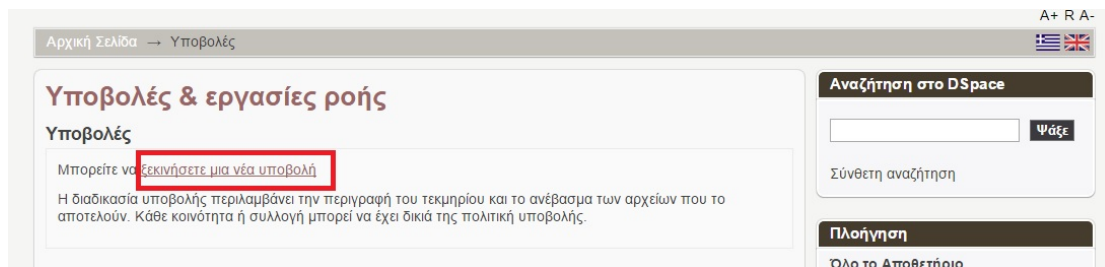 A+ R A-
Αρχική Σελίδα → Υποβολές
Υποβολές & εργασίες ροής
Υποβολές
Μπορείτε να ξεκινήσετε μια νέα υποβολή
Η διαδικασία υποβολής περιλαμβάνει την περιγραφή του τεκμηρίου και το ανέβασμα των αρχείων που το
αποτελούν. Κάθε κοινότητα ή συλλογή μπορεί να έχει δικιά της πολιτική υποβολής.
Αναζήτηση στο DSpace
Ψάξε
Σύνθετη αναζήτηση
Πλοήγηση
Όλο το Αποθετήριο